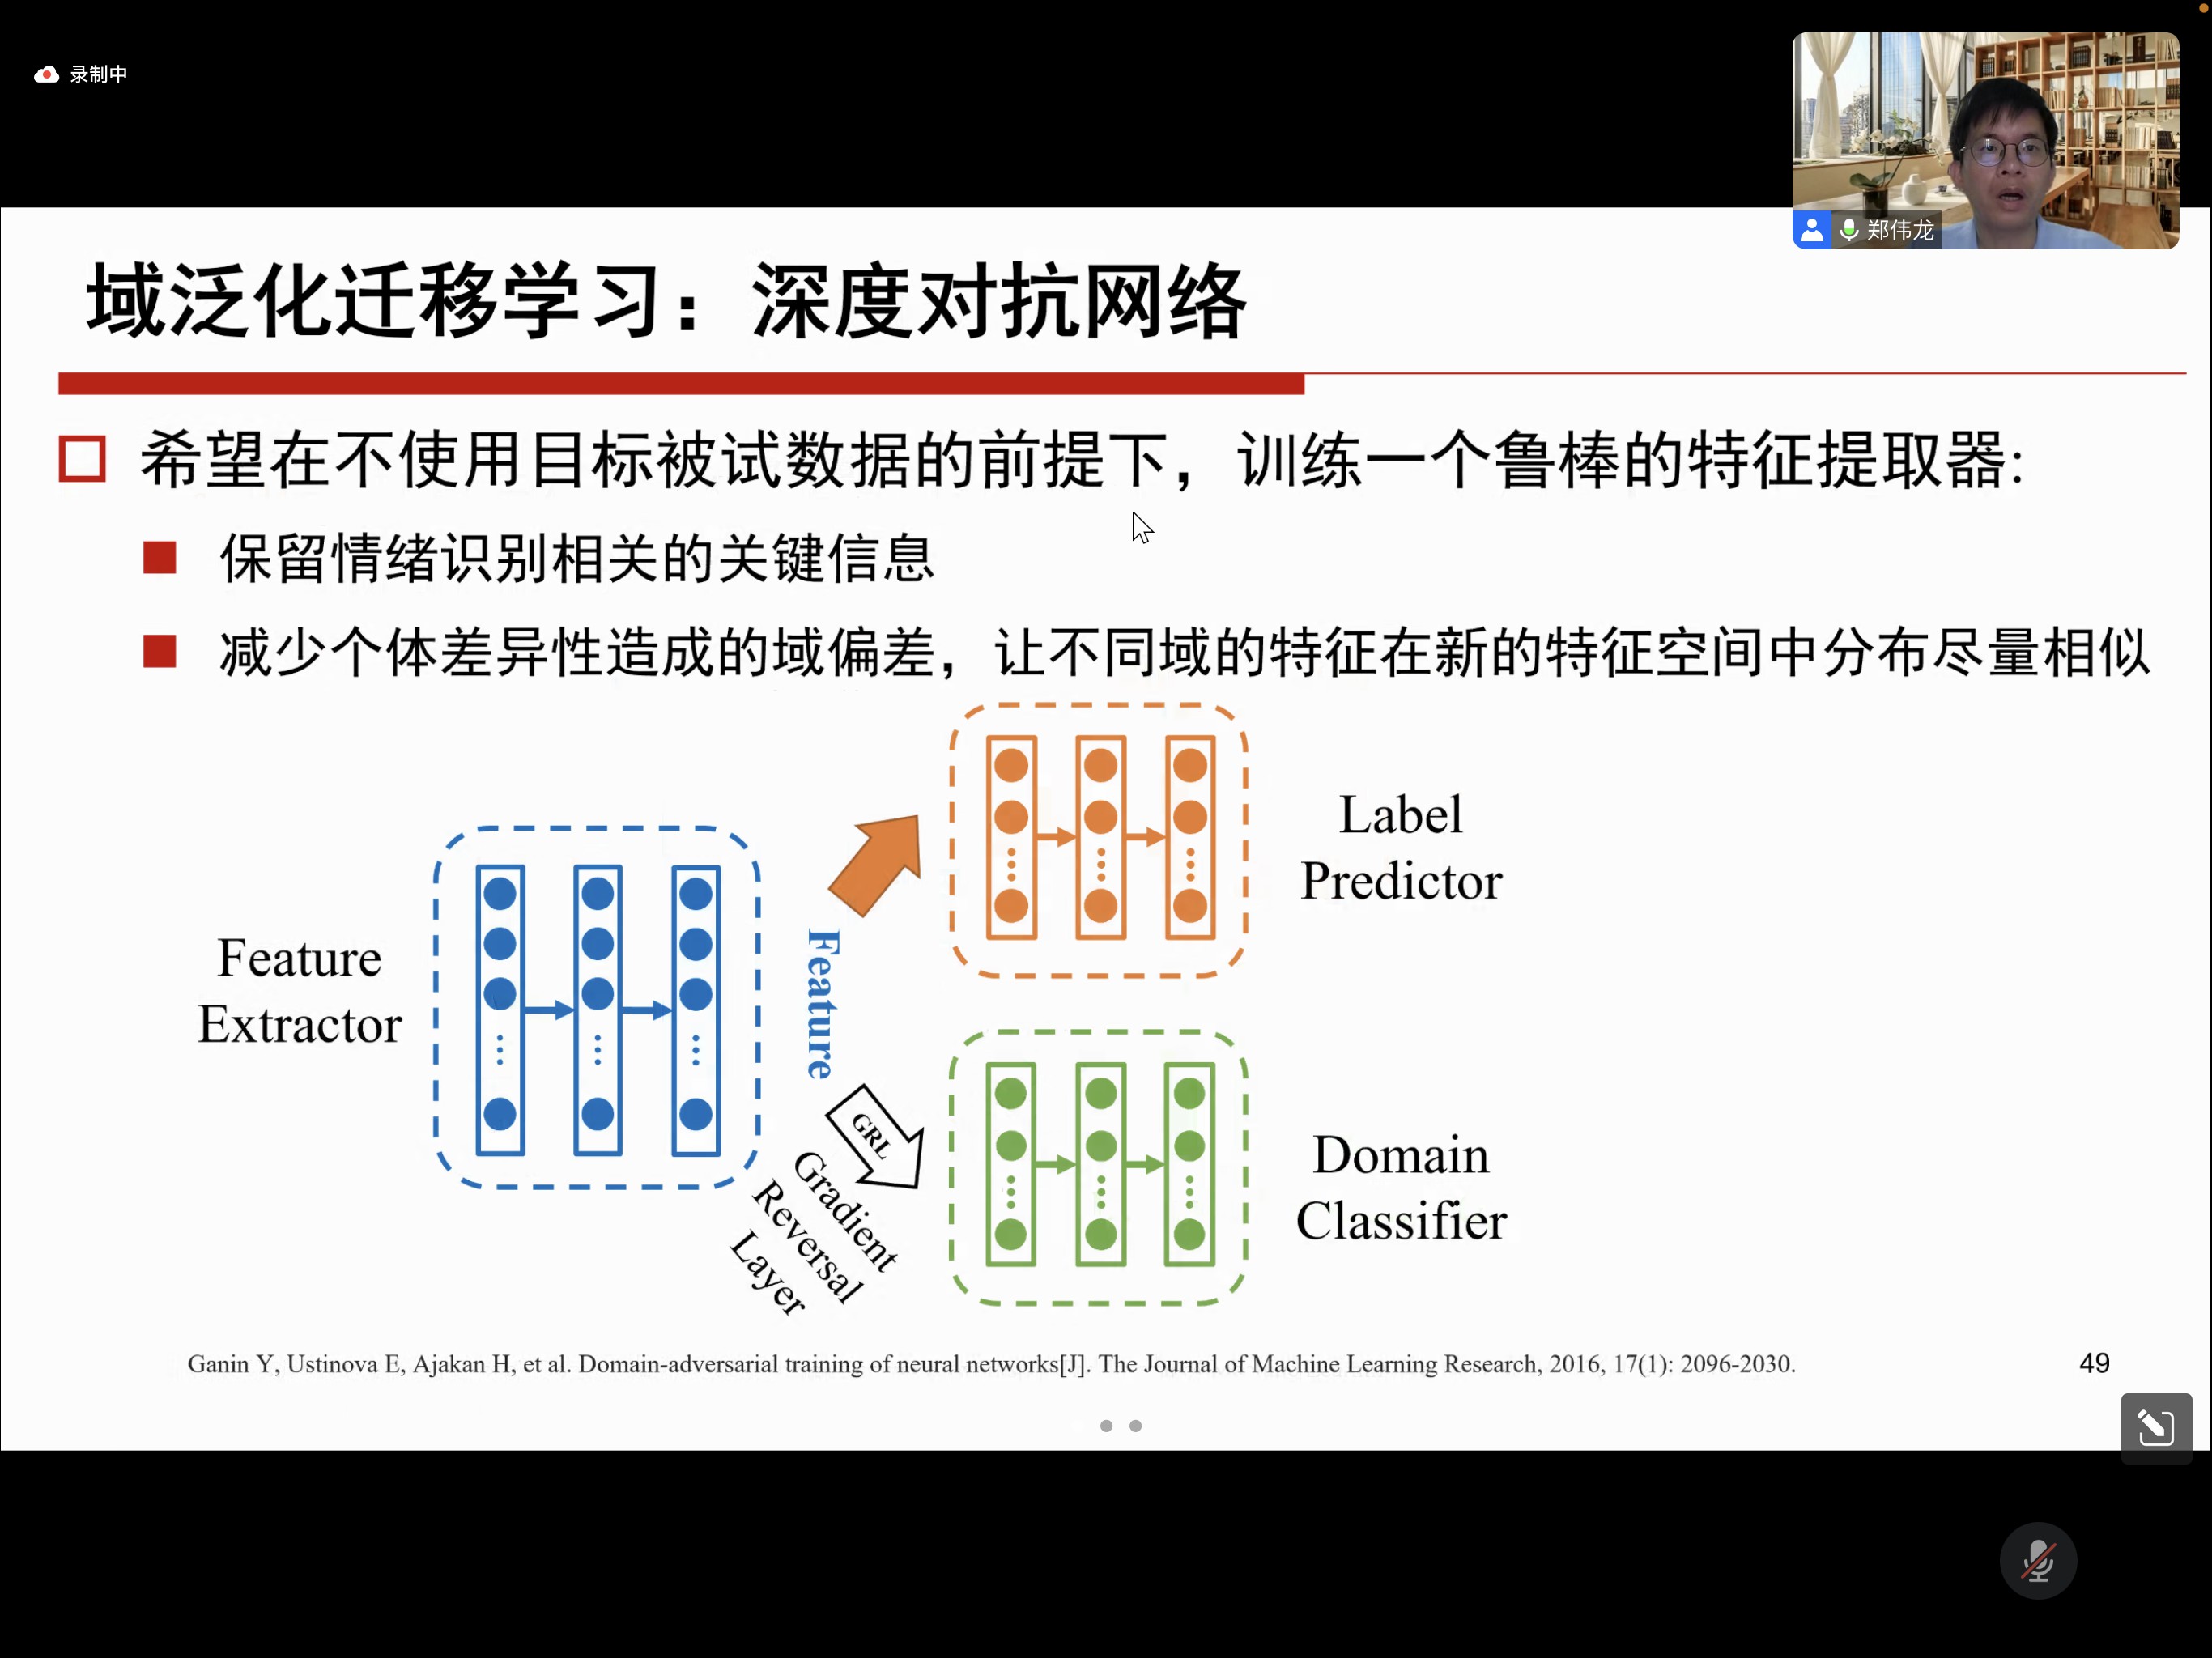 录制中
郑伟龙
域泛化迁移学习：深度对抗网络
希望在不使用目标被试数据的前提下，训练一个鲁棒的特征提取器:
保留情绪识别相关的关键信息
减少个体差异性造成的域偏差，让不同域的特征在新的特征空间中分布尽量相似
Feature
Extractor
Feature
Label
Predictor
GRL
Gradient
Reversal
Layer
Domain
Classifier
Ganin Y, Ustinova E, Ajakan H, et al. Domain-adversarial training of neural networks[J]. The Journal of Machine Learning Research, 2016, 17(1): 2096-2030.
49